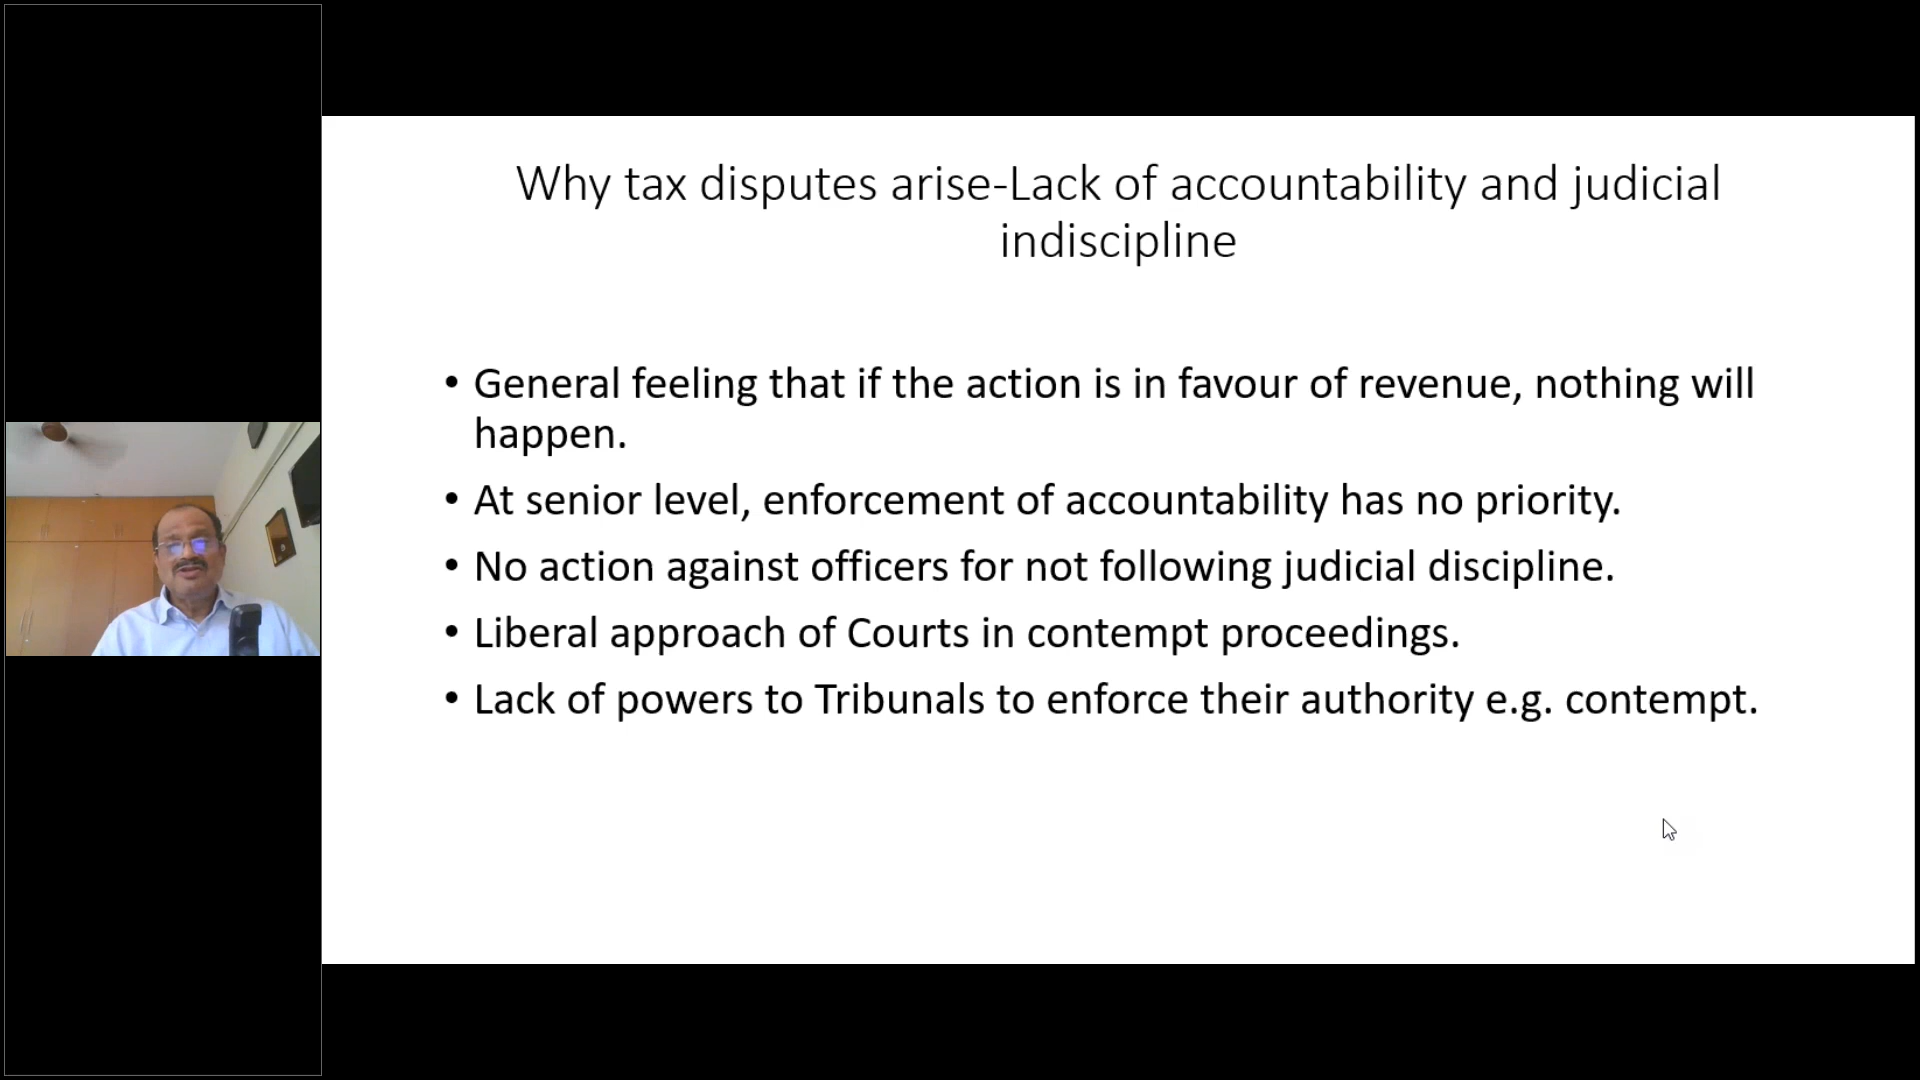 Why tax disputes arise-Lack of accountability and judicial
indiscipline
• General feeling that if the action is in favour of revenue, nothing will
happen.
• At senior level, enforcement of accountability has no priority.
• No action against officers for not following judicial discipline.
• Liberal approach of Courts in contempt proceedings.
• Lack of powers to Tribunals to enforce their authority e.g. contempt.